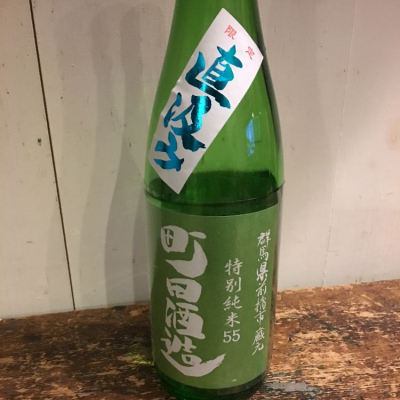 限定
直汲み
町田酒造
特別純米55
群馬県前橋市 蔵元